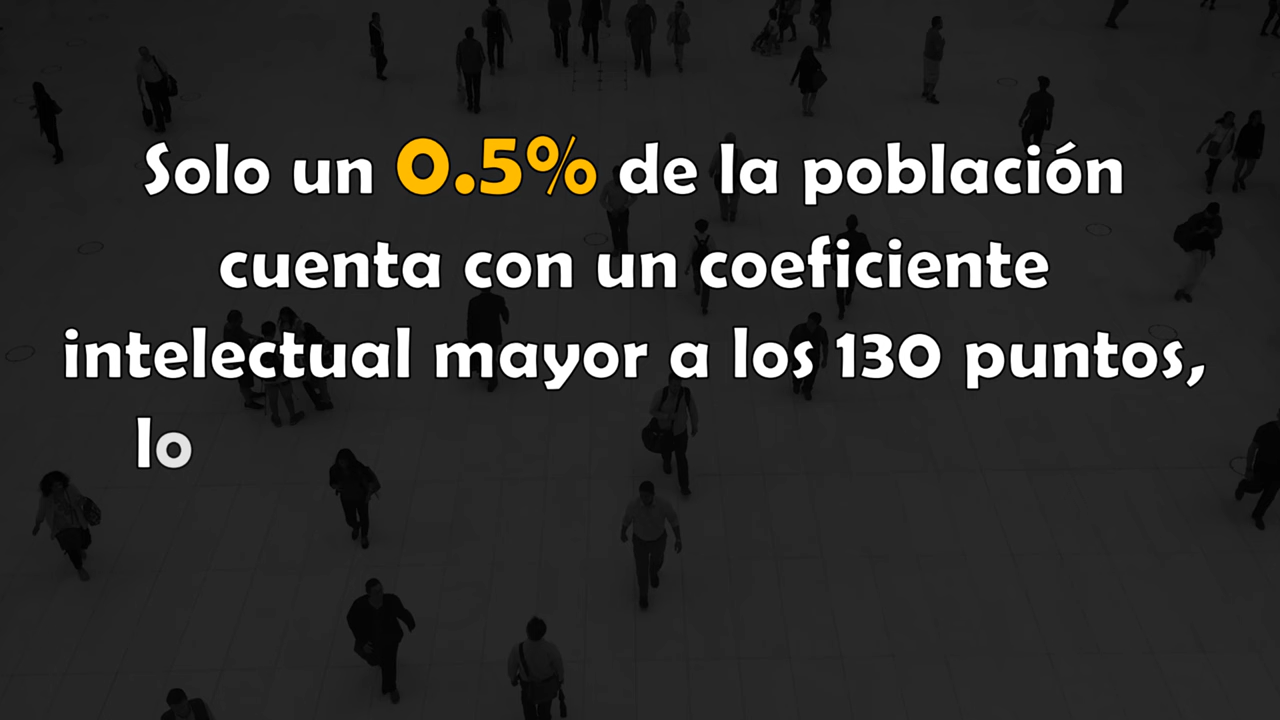 Solo un 0.5% de la población
cuenta con un coeficiente
intelectual mayor a los 130 puntos,
lo